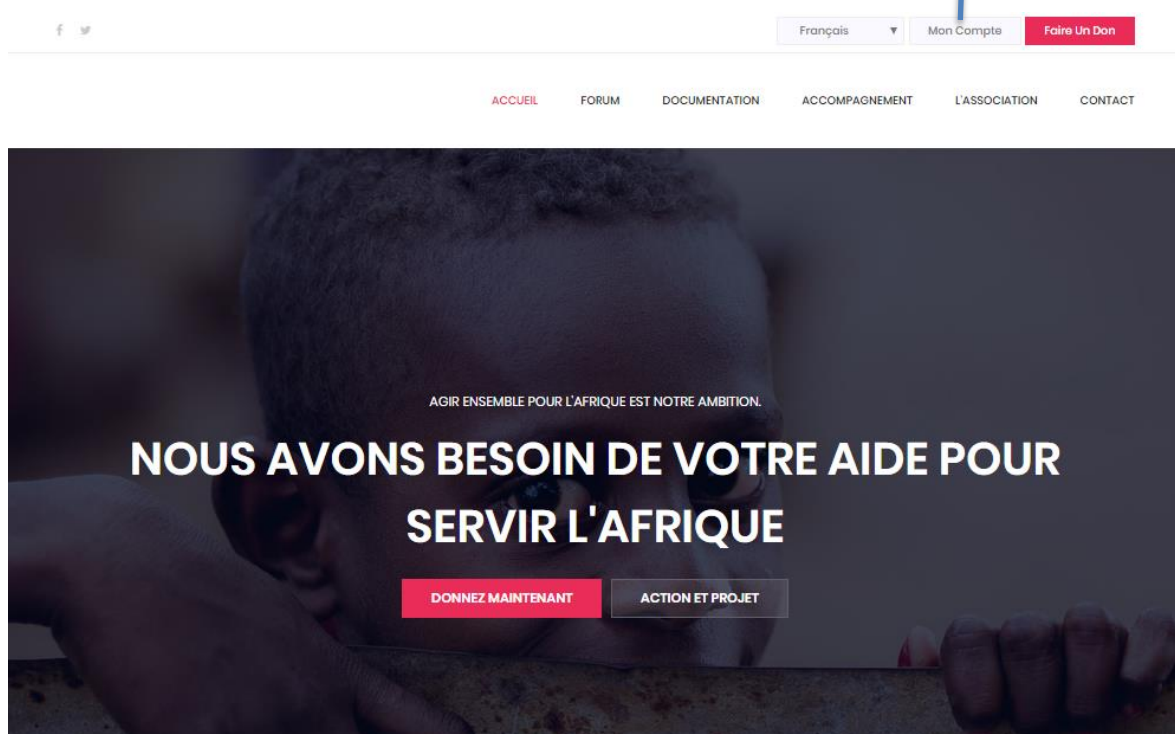 Français ▼ Mon Compte Faire Un Don
ACCUEIL FORUM DOCUMENTATION ACCOMPAGNEMENT L'ASSOCIATION CONTACT
AGIR ENSEMBLE POUR L'AFRIQUE EST NOTRE AMBITION.
NOUS AVONS BESOIN DE VOTRE AIDE POUR
SERVIR L'AFRIQUE
DONNEZ MAINTENANT ACTION ET PROJET